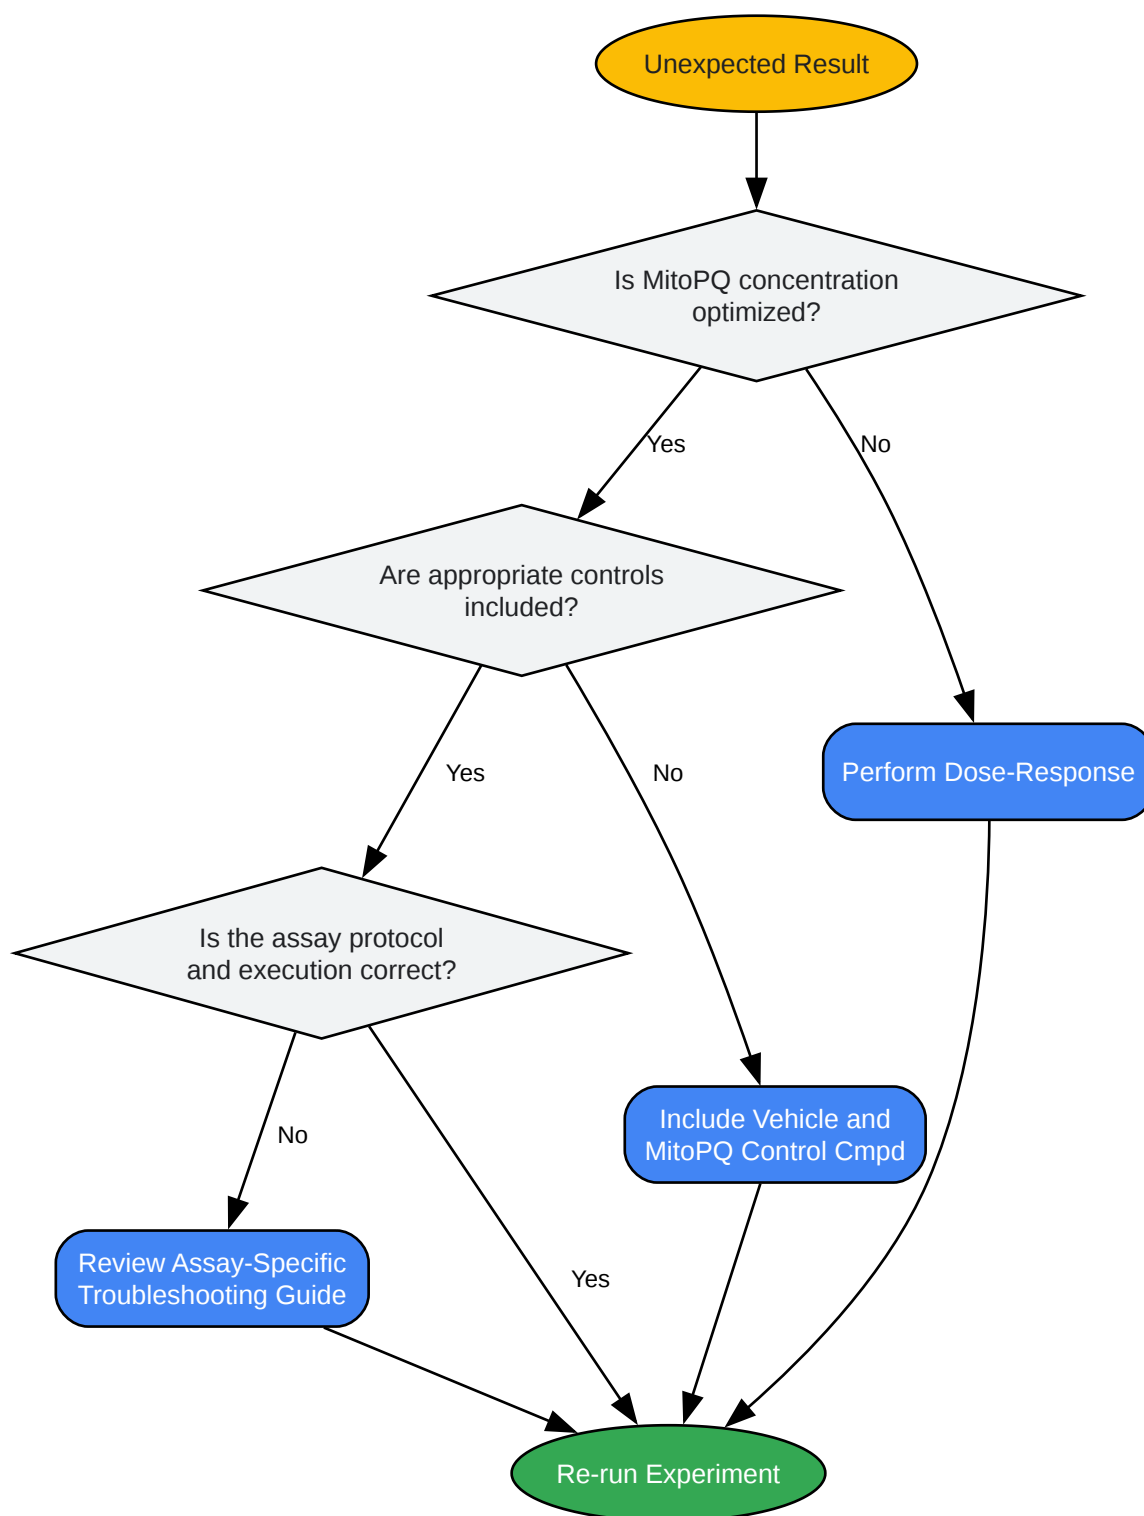 Unexpected Result
Is MitoPQ concentration
optimized?
Yes
No
Are appropriate controls
included?
Yes
No
Perform Dose-Response
Is the assay protocol
and execution correct?
No
Include Vehicle and
MitoPQ Control Cmpd
Review Assay-Specific
Troubleshooting Guide
Yes
Re-run Experiment